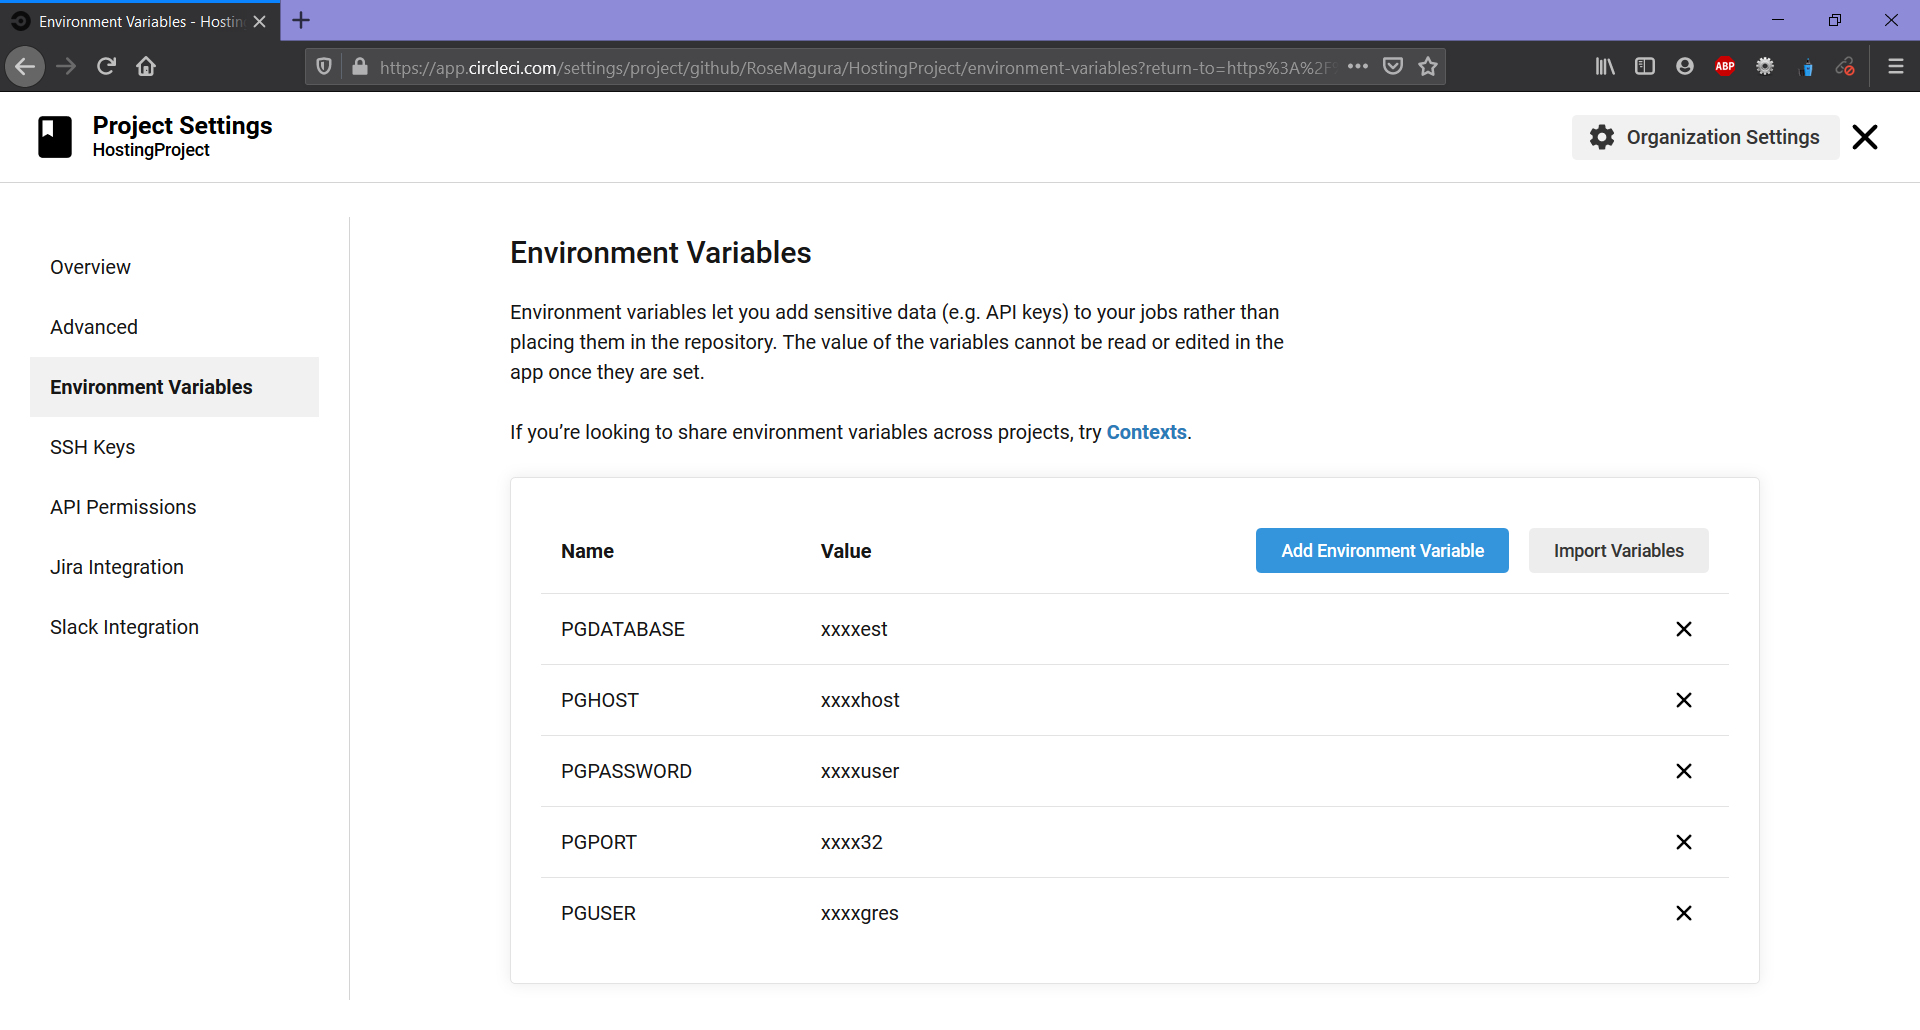 Environment Variables - Hostin
https://app.circleci.com/settings/project/github/RoseMagura/HostingProject/environment-variables?return-to=https%3A%2F
ABP
Project Settings
HostingProject
Organization Settings
Overview
Advanced
Environment Variables
SSH Keys
API Permissions
Jira Integration
Slack Integration
Environment Variables
Environment variables let you add sensitive data (e.g. API keys) to your jobs rather than
placing them in the repository. The value of the variables cannot be read or edited in the
app once they are set.
If you’re looking to share environment variables across projects, try Contexts.
Name Value Add Environment Variable Import Variables
PGDATABASE xxxxest
PGHOST xxxxhost
PGPASSWORD xxxxuser
PGPORT xxxx32
PGUSER xxxxgres